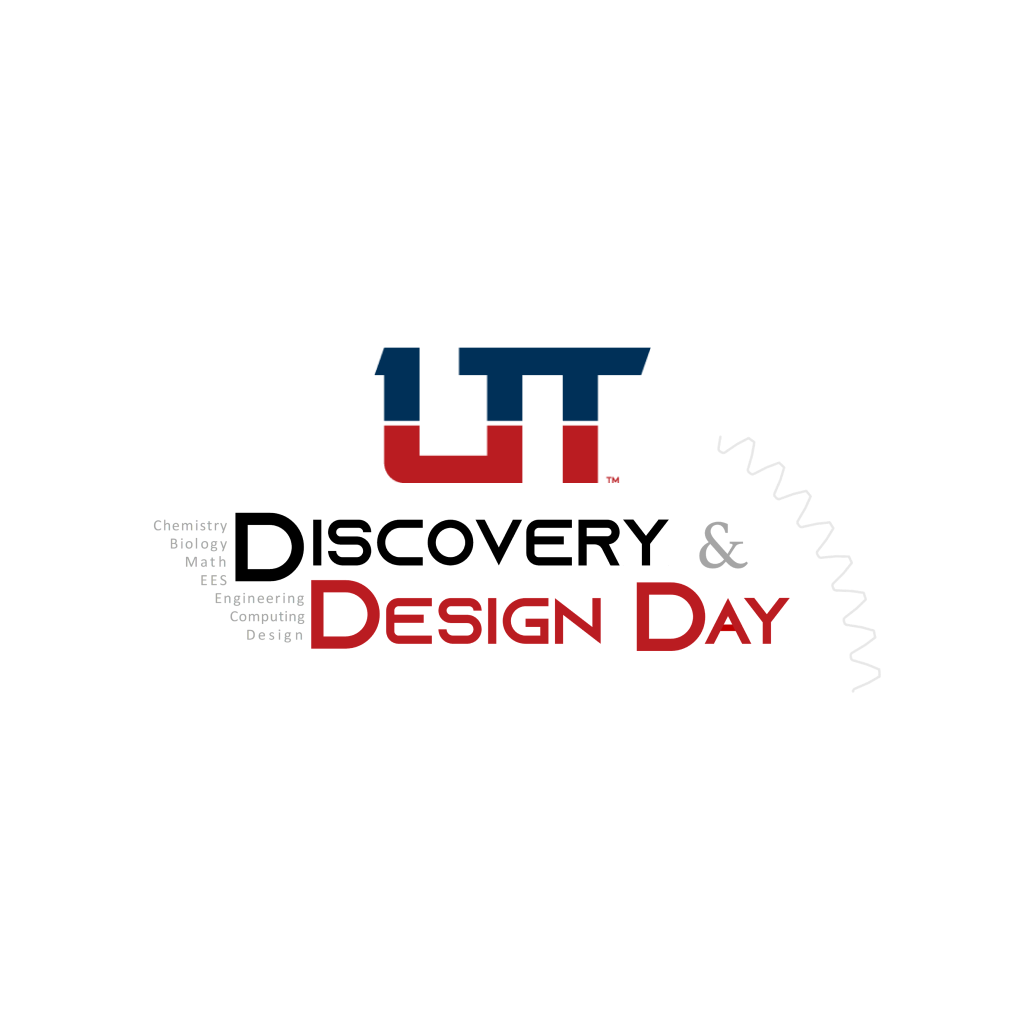 UT
TM
Chemistry
Biology
Math
EES
Engineering
Computing
Design
DISCOVERY &
DESIGN DAY